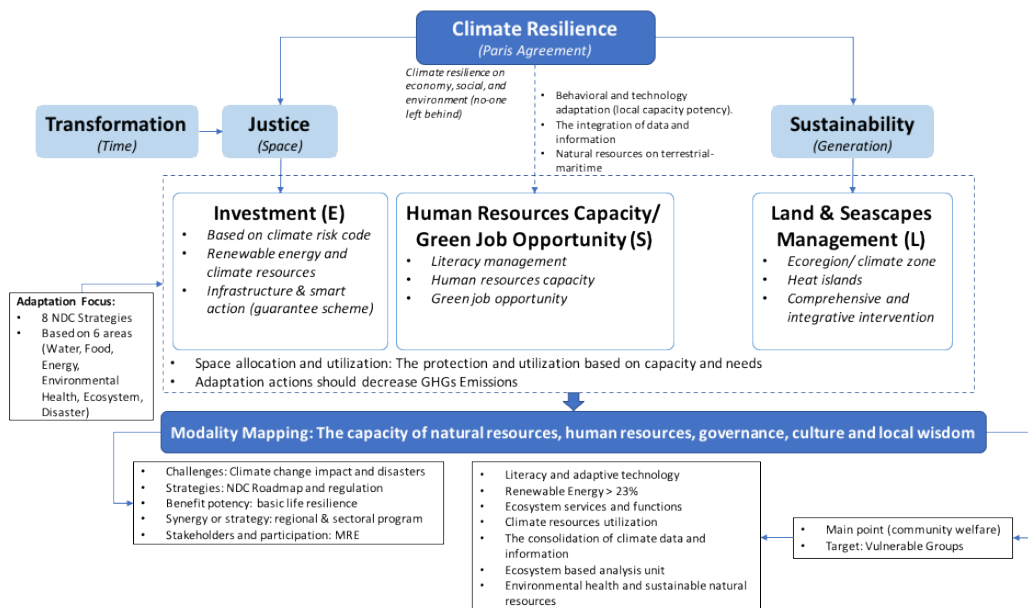 Climate Resilience
(Paris Agreement)
Climate resilience on
economy, social, and
environment (no-one
left behind)
• Behavioral and technology
adaptation (local capacity potency).
• The integration of data and
information
• Natural resources on terrestrial-
maritime
Transformation
(Time)
Justice
(Space)
Sustainability
(Generation)
Investment (E)
• Based on climate risk code
• Renewable energy and
climate resources
• Infrastructure & smart
action (guarantee scheme)
Human Resources Capacity/
Green Job Opportunity (S)
• Literacy management
• Human resources capacity
• Green job opportunity
Land & Seascapes
Management (L)
• Ecoregion/ climate zone
• Heat islands
• Comprehensive and
integrative intervention
Adaptation Focus:
• 8 NDC Strategies
• Based on 6 areas
(Water, Food,
Energy,
Environmental
Health, Ecosystem,
Disaster)
• Space allocation and utilization: The protection and utilization based on capacity and needs
• Adaptation actions should decrease GHGs Emissions
Modality Mapping: The capacity of natural resources, human resources, governance, culture and local wisdom
• Challenges: Climate change impact and disasters
• Strategies: NDC Roadmap and regulation
• Benefit potency: basic life resilience
• Synergy or strategy: regional & sectoral program
• Stakeholders and participation: MRE
• Literacy and adaptive technology
• Renewable Energy > 23%
• Ecosystem services and functions
• Climate resources utilization
• The consolidation of climate data and
information
• Ecosystem based analysis unit
• Environmental health and sustainable natural
resources
• Main point (community welfare)
• Target: Vulnerable Groups